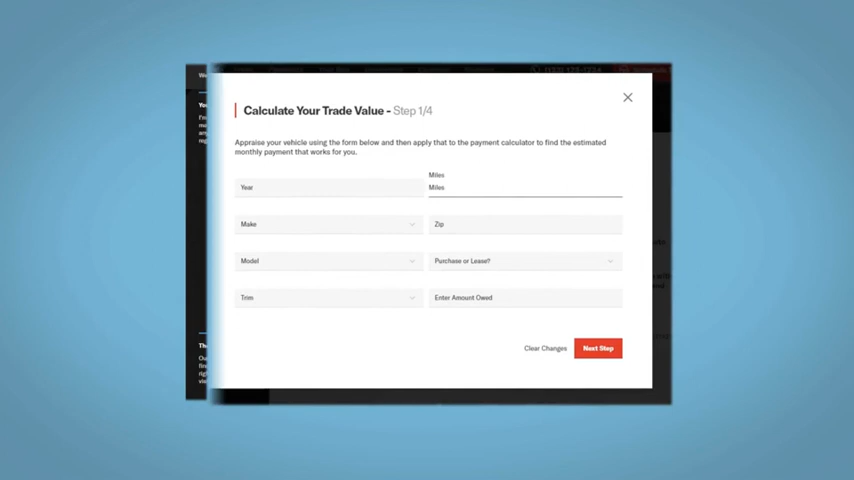 Calculate Your Trade Value - Step 1/4
Appraise your vehicle using the form below and then apply that to the payment calculator to find the estimated
monthly payment that works for you.
Miles
Year
Miles
Make
Zip
Model
Purchase or Lease?
Trim
Enter Amount Owed
Clear Changes
Next Step